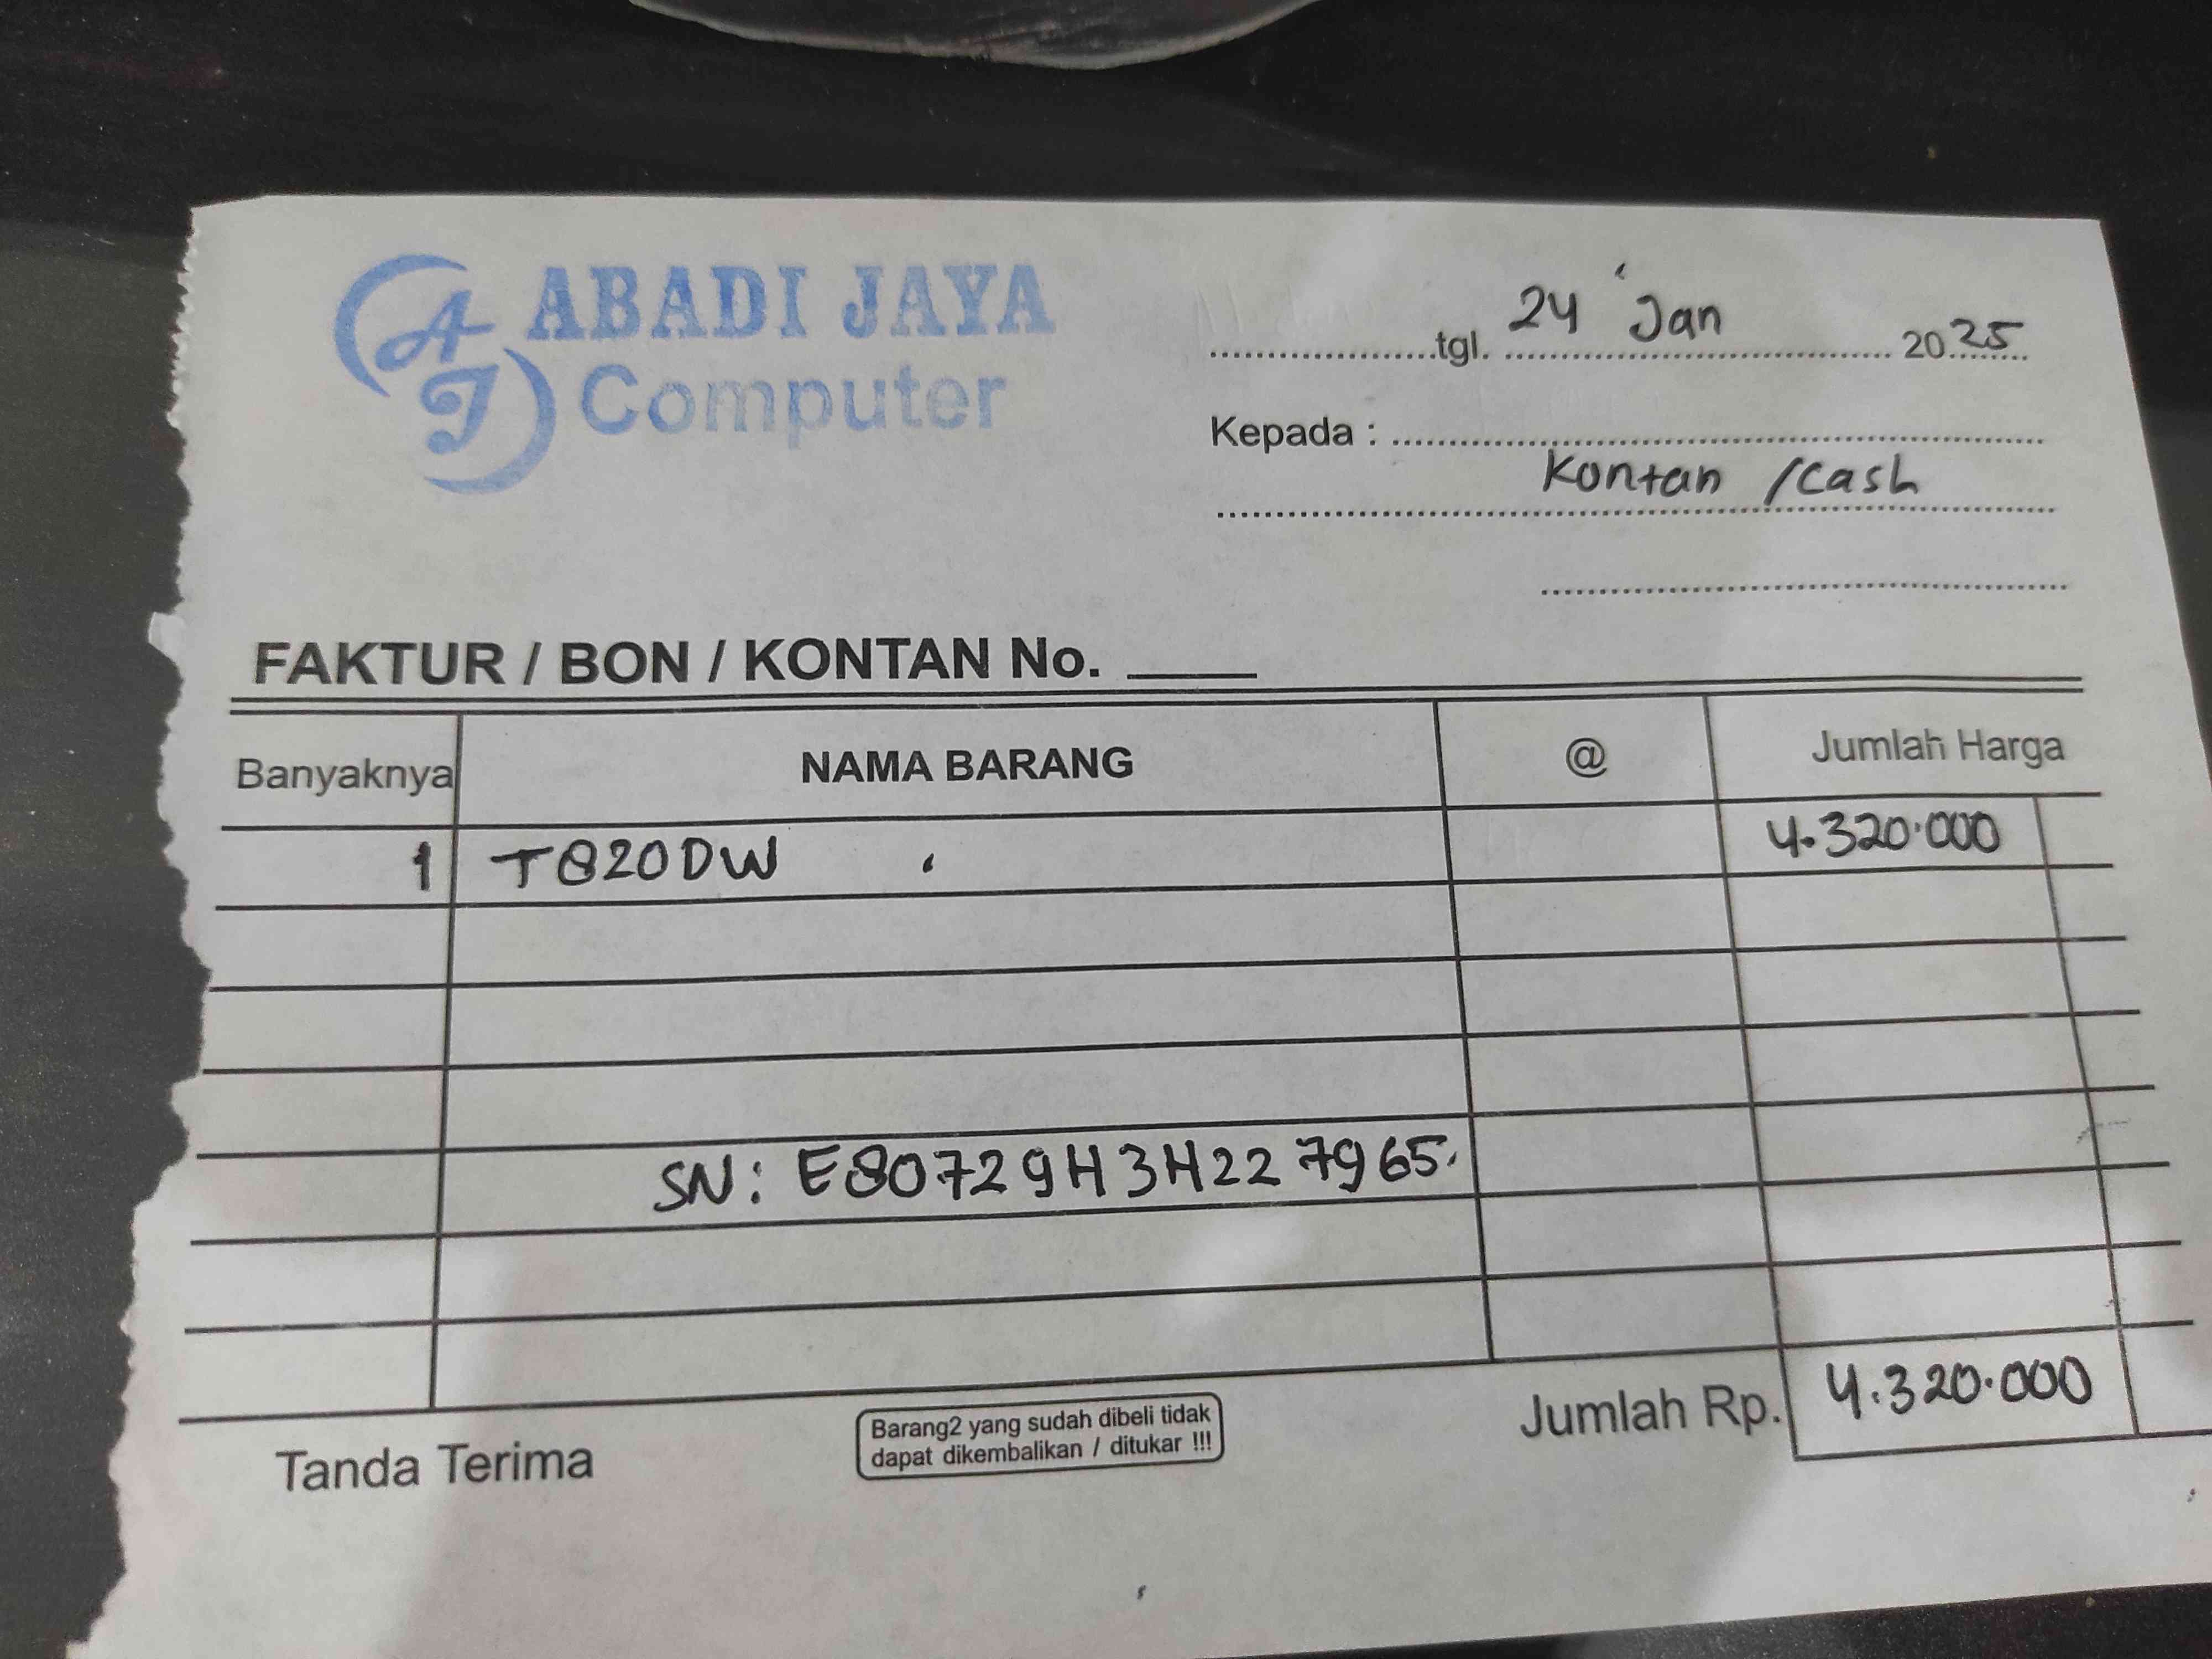 ABADI JAYA
Computer
AJ
tgl. 24 Jan 2025
Kepada :
Kontan /Cash
FAKTUR / BON / KONTAN No.
Banyaknya NAMA BARANG @ Jumlah Harga
1 T820DW 4.320.000
SN: E80729H3H227965.
Jumlah Rp. 4.320.000
Tanda Terima
Barang2 yang sudah dibeli tidak
dapat dikembalikan / ditukar !!!